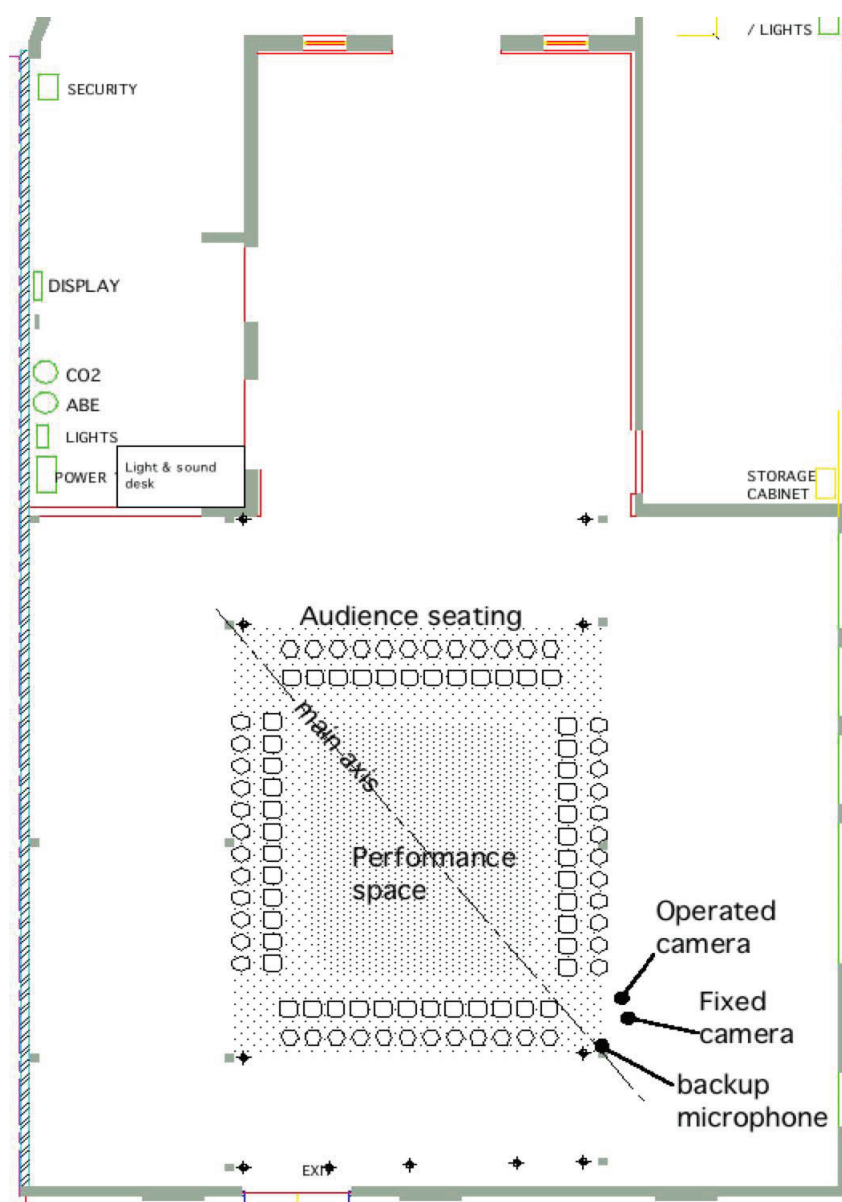 / LIGHTS
SECURITY
DISPLAY
CO2
ABE
LIGHTS
POWER
Light & sound
desk
STORAGE
CABINET
Audience seating
main axis
Performance
space
Operated
camera
Fixed
camera
backup
microphone
EXIT